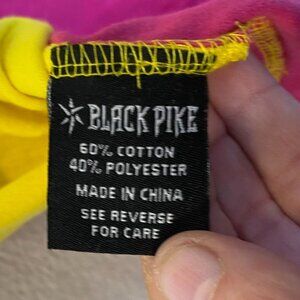 BLACK PIKE
60% COTTON
40% POLYESTER
MADE IN CHINA
SEE REVERSE
FOR CARE